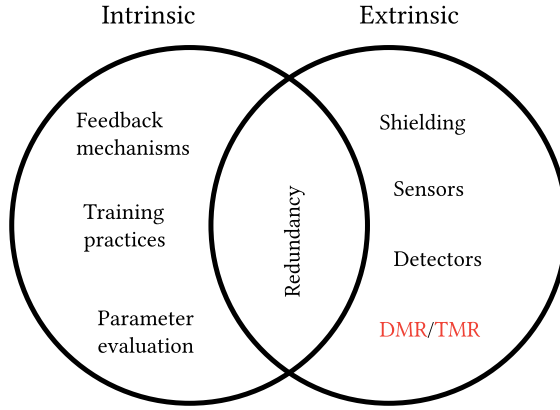 Intrinsic
Extrinsic
Feedback
mechanisms
Training
practices
Parameter
evaluation
Redundancy
Shielding
Sensors
Detectors
DMR/TMR